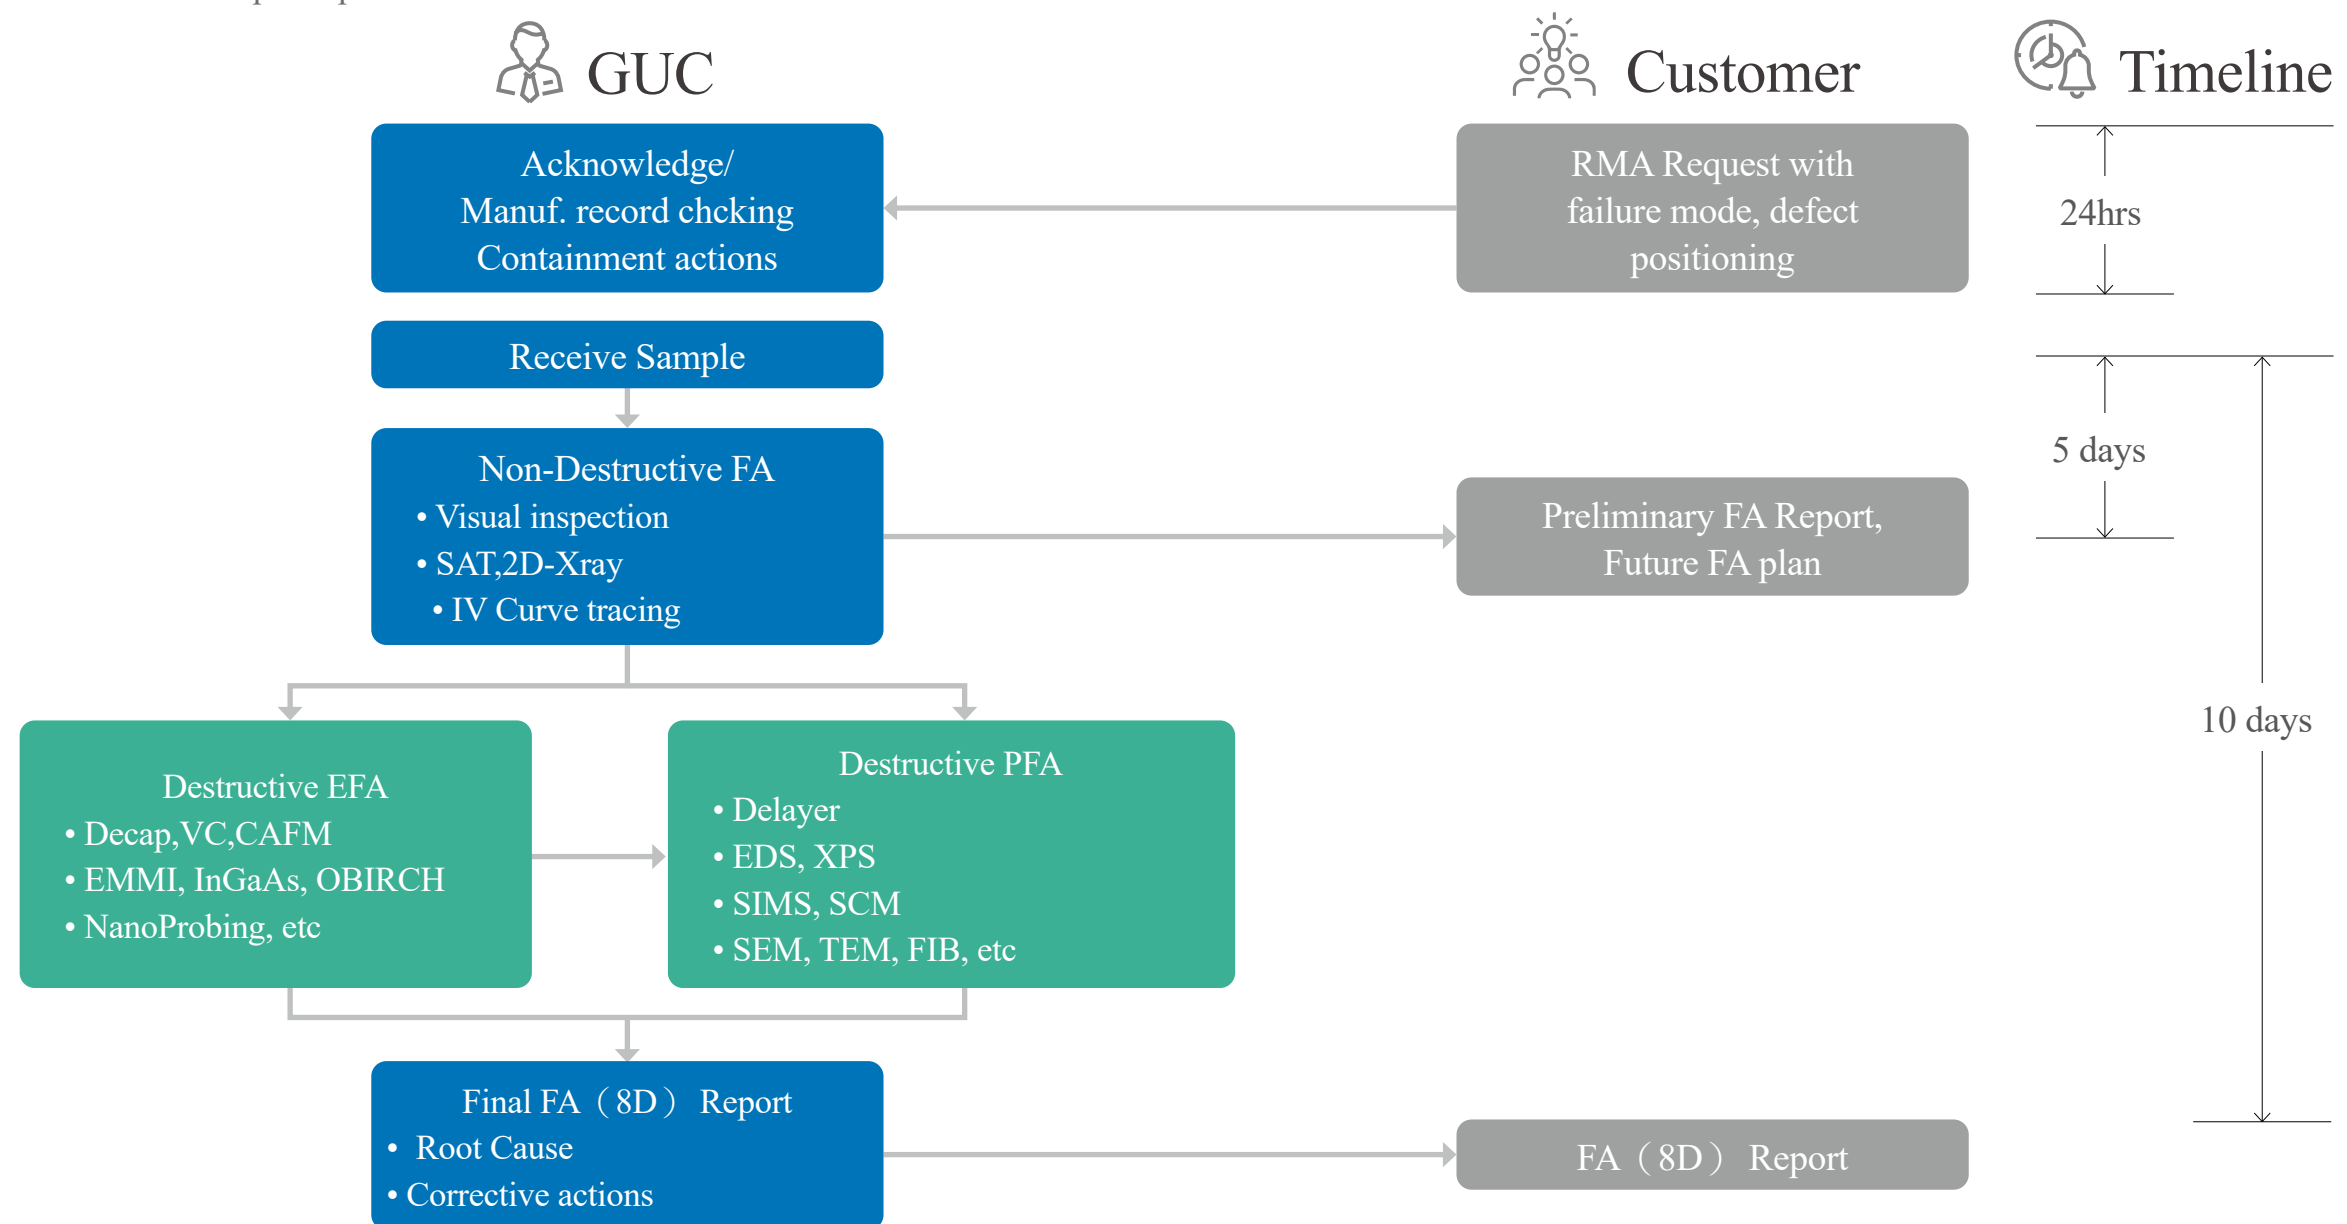 GUC
Customer
Timeline
Acknowledge/
Manuf. record chcking
Containment actions
RMA Request with
failure mode, defect
positioning
24hrs
Receive Sample
Non-Destructive FA
• Visual inspection
• SAT,2D-Xray
• IV Curve tracing
Preliminary FA Report,
Future FA plan
5 days
10 days
Destructive EFA
• Decap,VC,CAFM
• EMMI, InGaAs, OBIRCH
• NanoProbing, etc
Destructive PFA
• Delayer
• EDS, XPS
• SIMS, SCM
• SEM, TEM, FIB, etc
Final FA（8D） Report
• Root Cause
• Corrective actions
FA（8D） Report